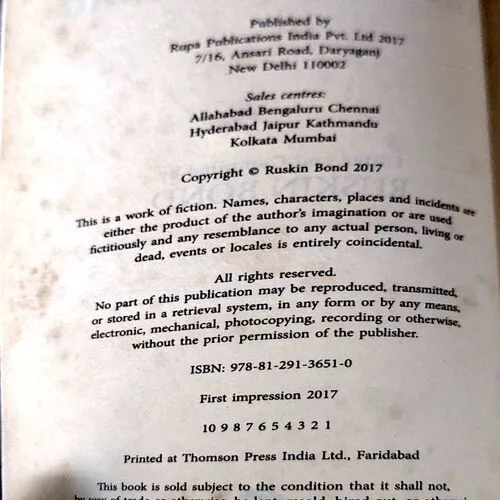 Published by
Rupa Publications India Pvt. Ltd 2017
7/16, Ansari Road, Daryaganj
New Delhi 110002
Sales centres:
Allahabad Bengaluru Chennai
Hyderabad Jaipur Kathmandu
Kolkata Mumbai
Copyright © Ruskin Bond 2017
This is a work of fiction. Names, characters, places and incidents are
either the product of the author's imagination or are used
fictitiously and any resemblance to any actual person, living or
dead, events or locales is entirely coincidental.
All rights reserved.
No part of this publication may be reproduced, transmitted,
or stored in a retrieval system, in any form or by any means,
electronic, mechanical, photocopying, recording or otherwise,
without the prior permission of the publisher.
ISBN: 978-81-291-3651-0
First impression 2017
10 9 8 7 6 5 4 3 2 1
Printed at Thomson Press India Ltd., Faridabad
This book is sold subject to the condition that it shall not,